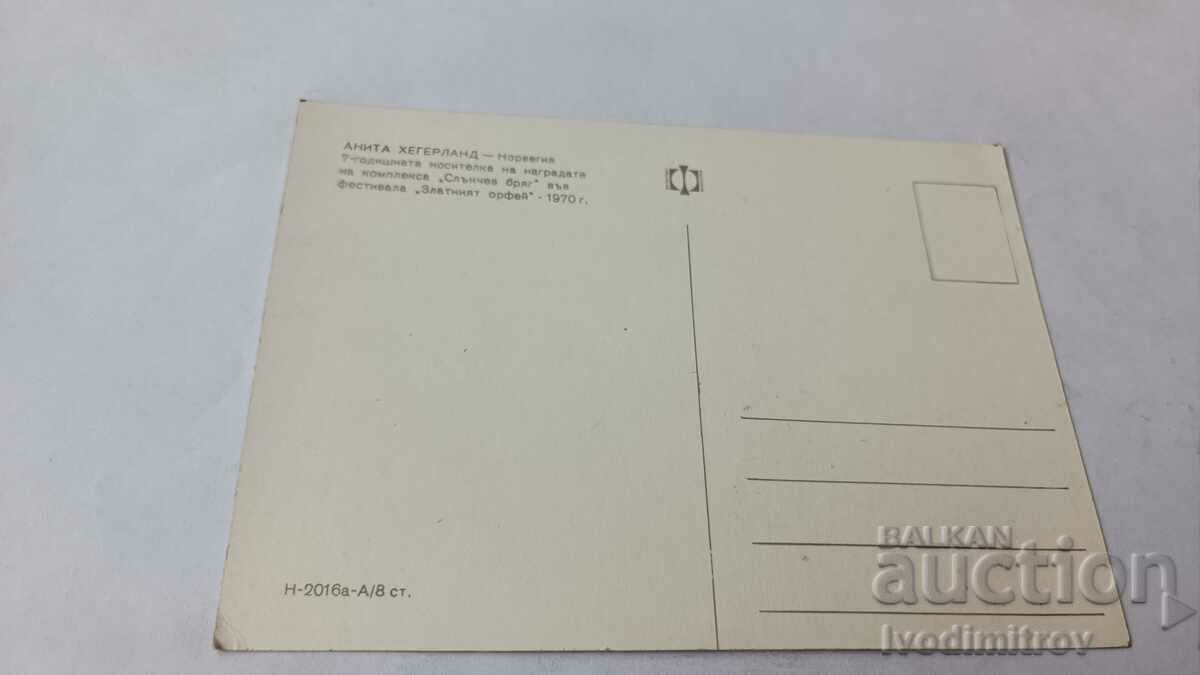 АНИТА ХЕГЕРЛАНД — Норвегия
7-годишната носителка на наградата
на комплекса „Слънчев бряг" във
фестивала „Златният орфей" - 1970 г.
Н-2016а-А/8 ст.
BALKAN
auction
Ivodimitrov